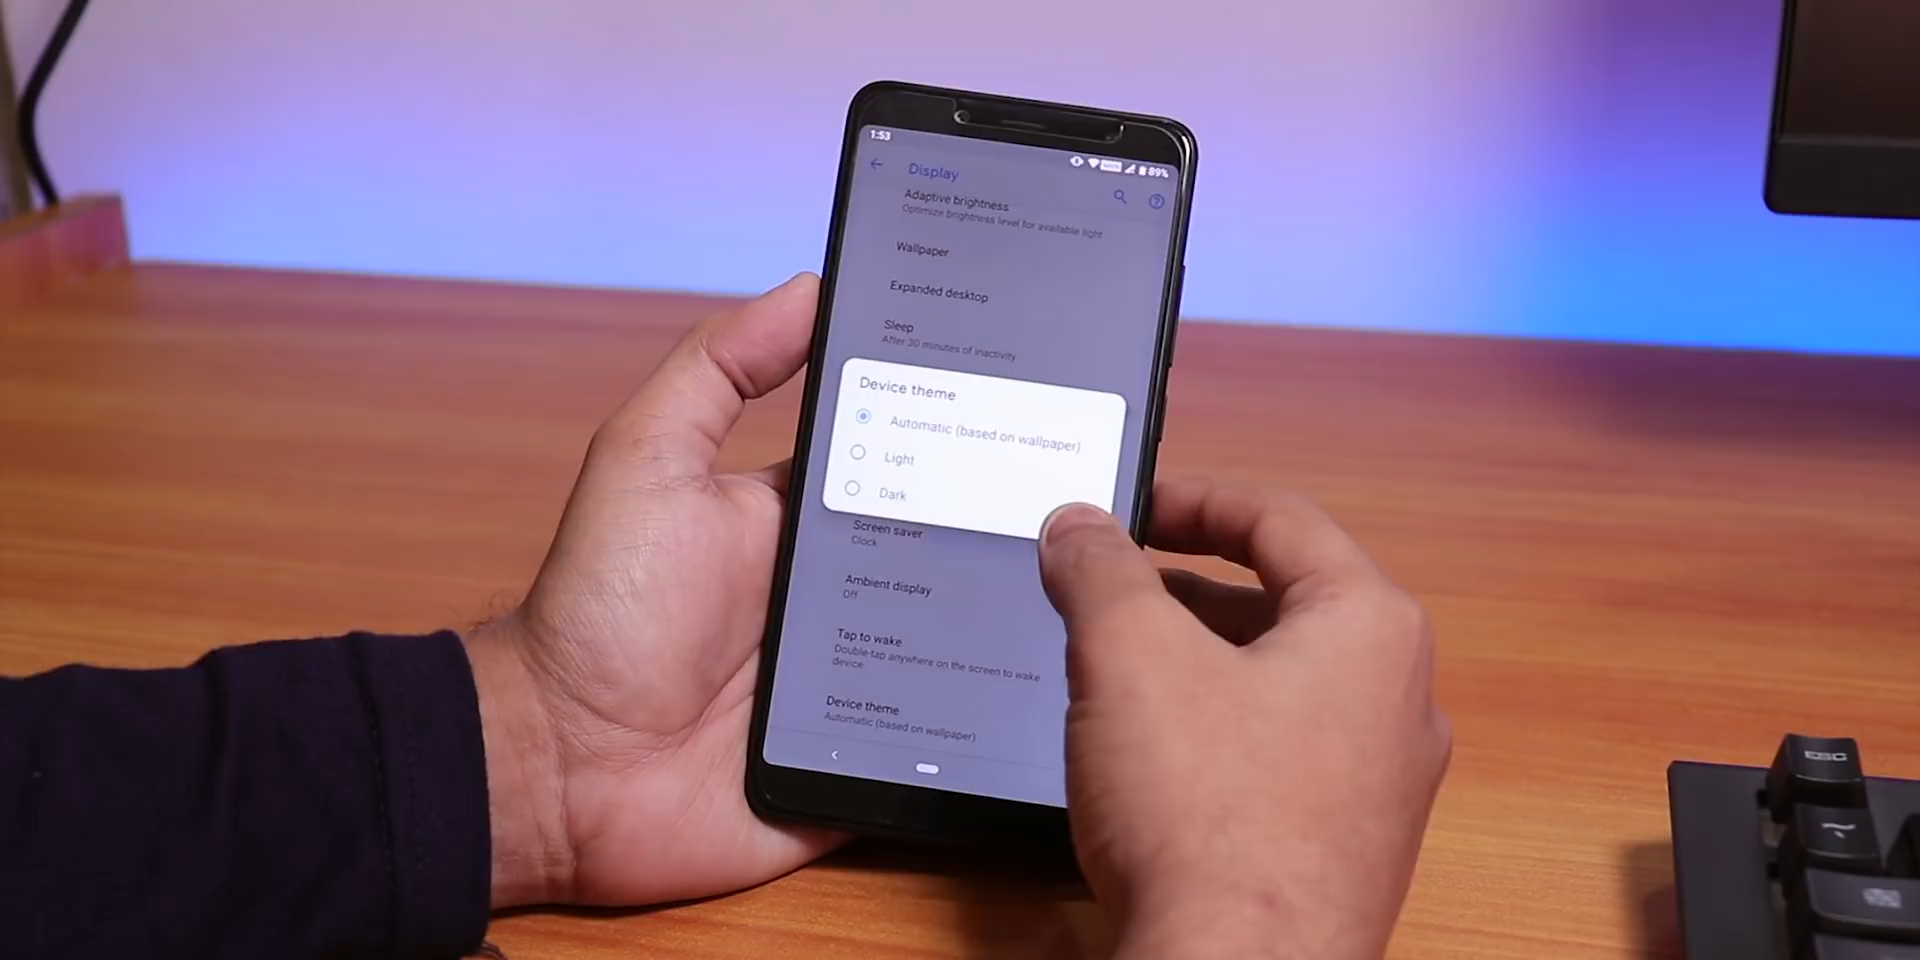 1:53
89%
Display
Adaptive brightness
Optimize brightness level for available light
Wallpaper
Expanded desktop
Sleep
After 30 minutes of inactivity
Device theme
Automatic (based on wallpaper)
Light
Dark
Screen saver
Clock
Ambient display
Off
Tap to wake
Double-tap anywhere on the screen to wake
device
Device theme
Automatic (based on wallpaper)
ESC